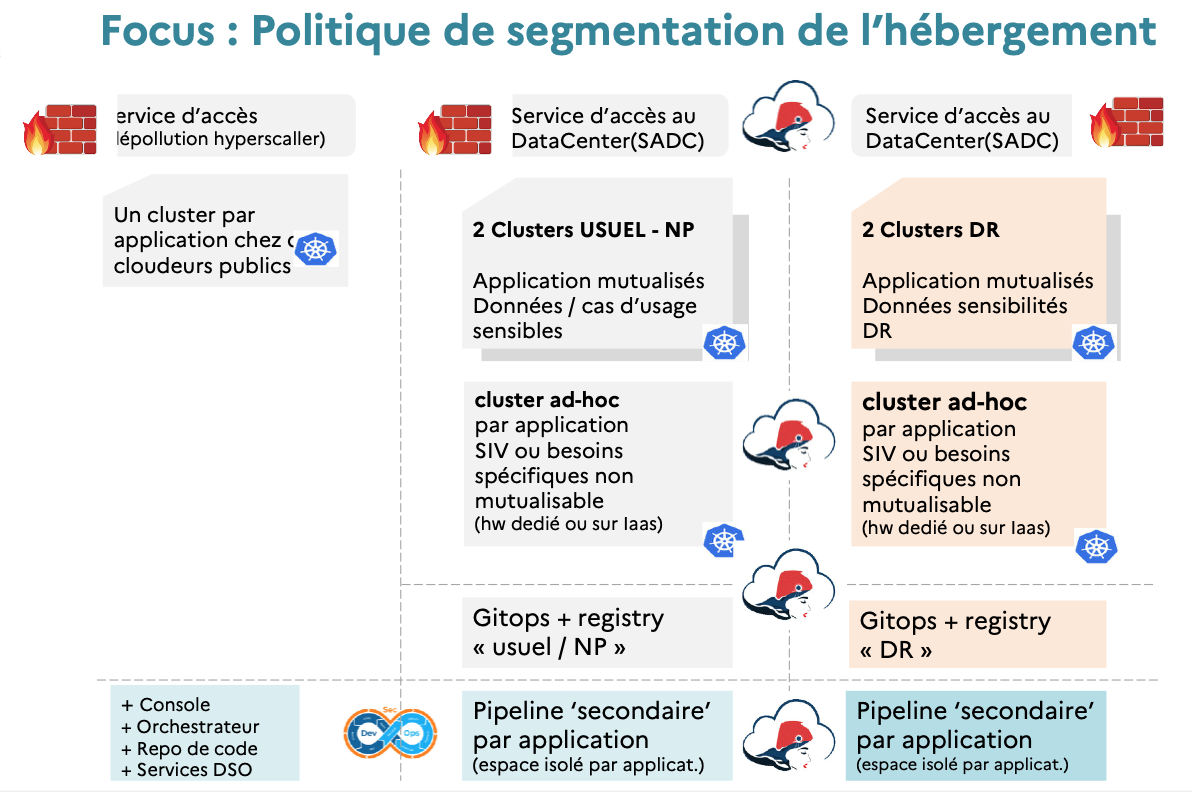 Focus : Politique de segmentation de l'hébergement
ervice d'accès
dépollution hyperscaller)
Service d'accès au
DataCenter(SADC)
Service d'accès au
DataCenter(SADC)
Un cluster par
application chez
cloudeurs publics
2 Clusters USUEL - NP
Application mutualisés
Données / cas d'usage
sensibles
2 Clusters DR
Application mutualisés
Données sensibilités
DR
cluster ad-hoc
par application
SIV ou besoins
spécifiques non
mutualisable
(hw dedié ou sur Iaas)
cluster ad-hoc
par application
SIV ou besoins
spécifiques non
mutualisable
(hw dedié ou sur Iaas)
Gitops + registry
« usuel / NP »
Gitops + registry
« DR »
+ Console
+ Orchestrateur
+ Repo de code
+ Services DSO
Sec
Dev
Ops
Pipeline ‘secondaire’
par application
(espace isolé par applicat.)
Pipeline ‘secondaire’
par application
(espace isolé par applicat.)